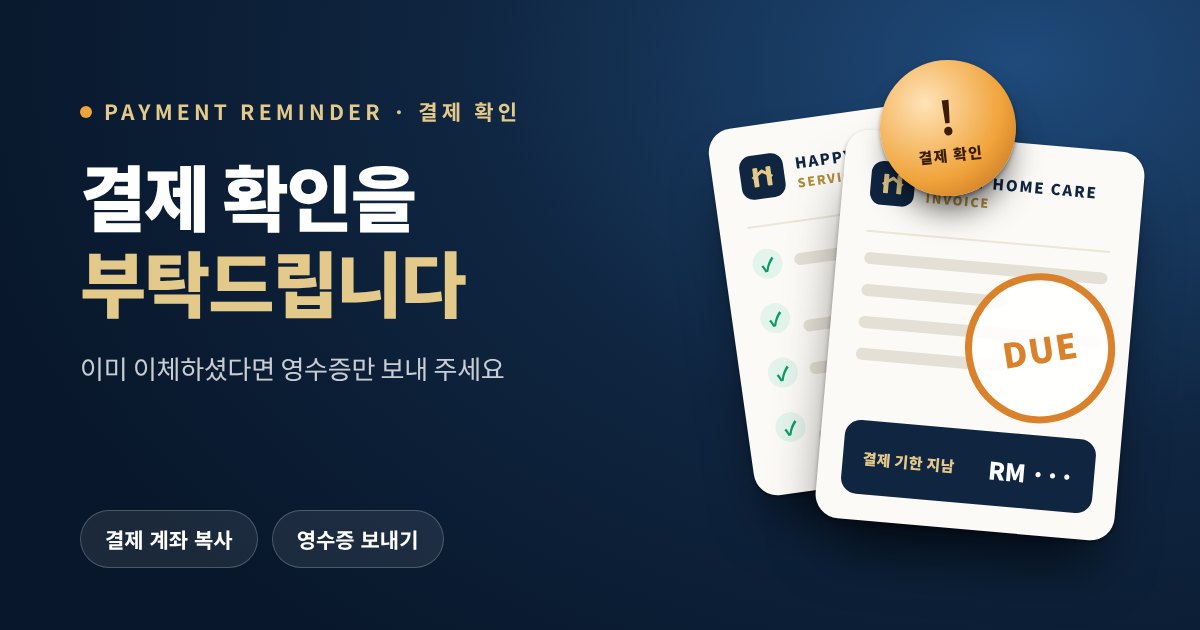 PAYMENT REMINDER · 결제 확인
결제 확인을
부탁드립니다
이미 이체하셨다면 영수증만 보내 주세요
결제 계좌 복사
영수증 보내기
!
결제 확인
HOME CARE
INVOICE
DUE
결제 기한 지남
RM •••